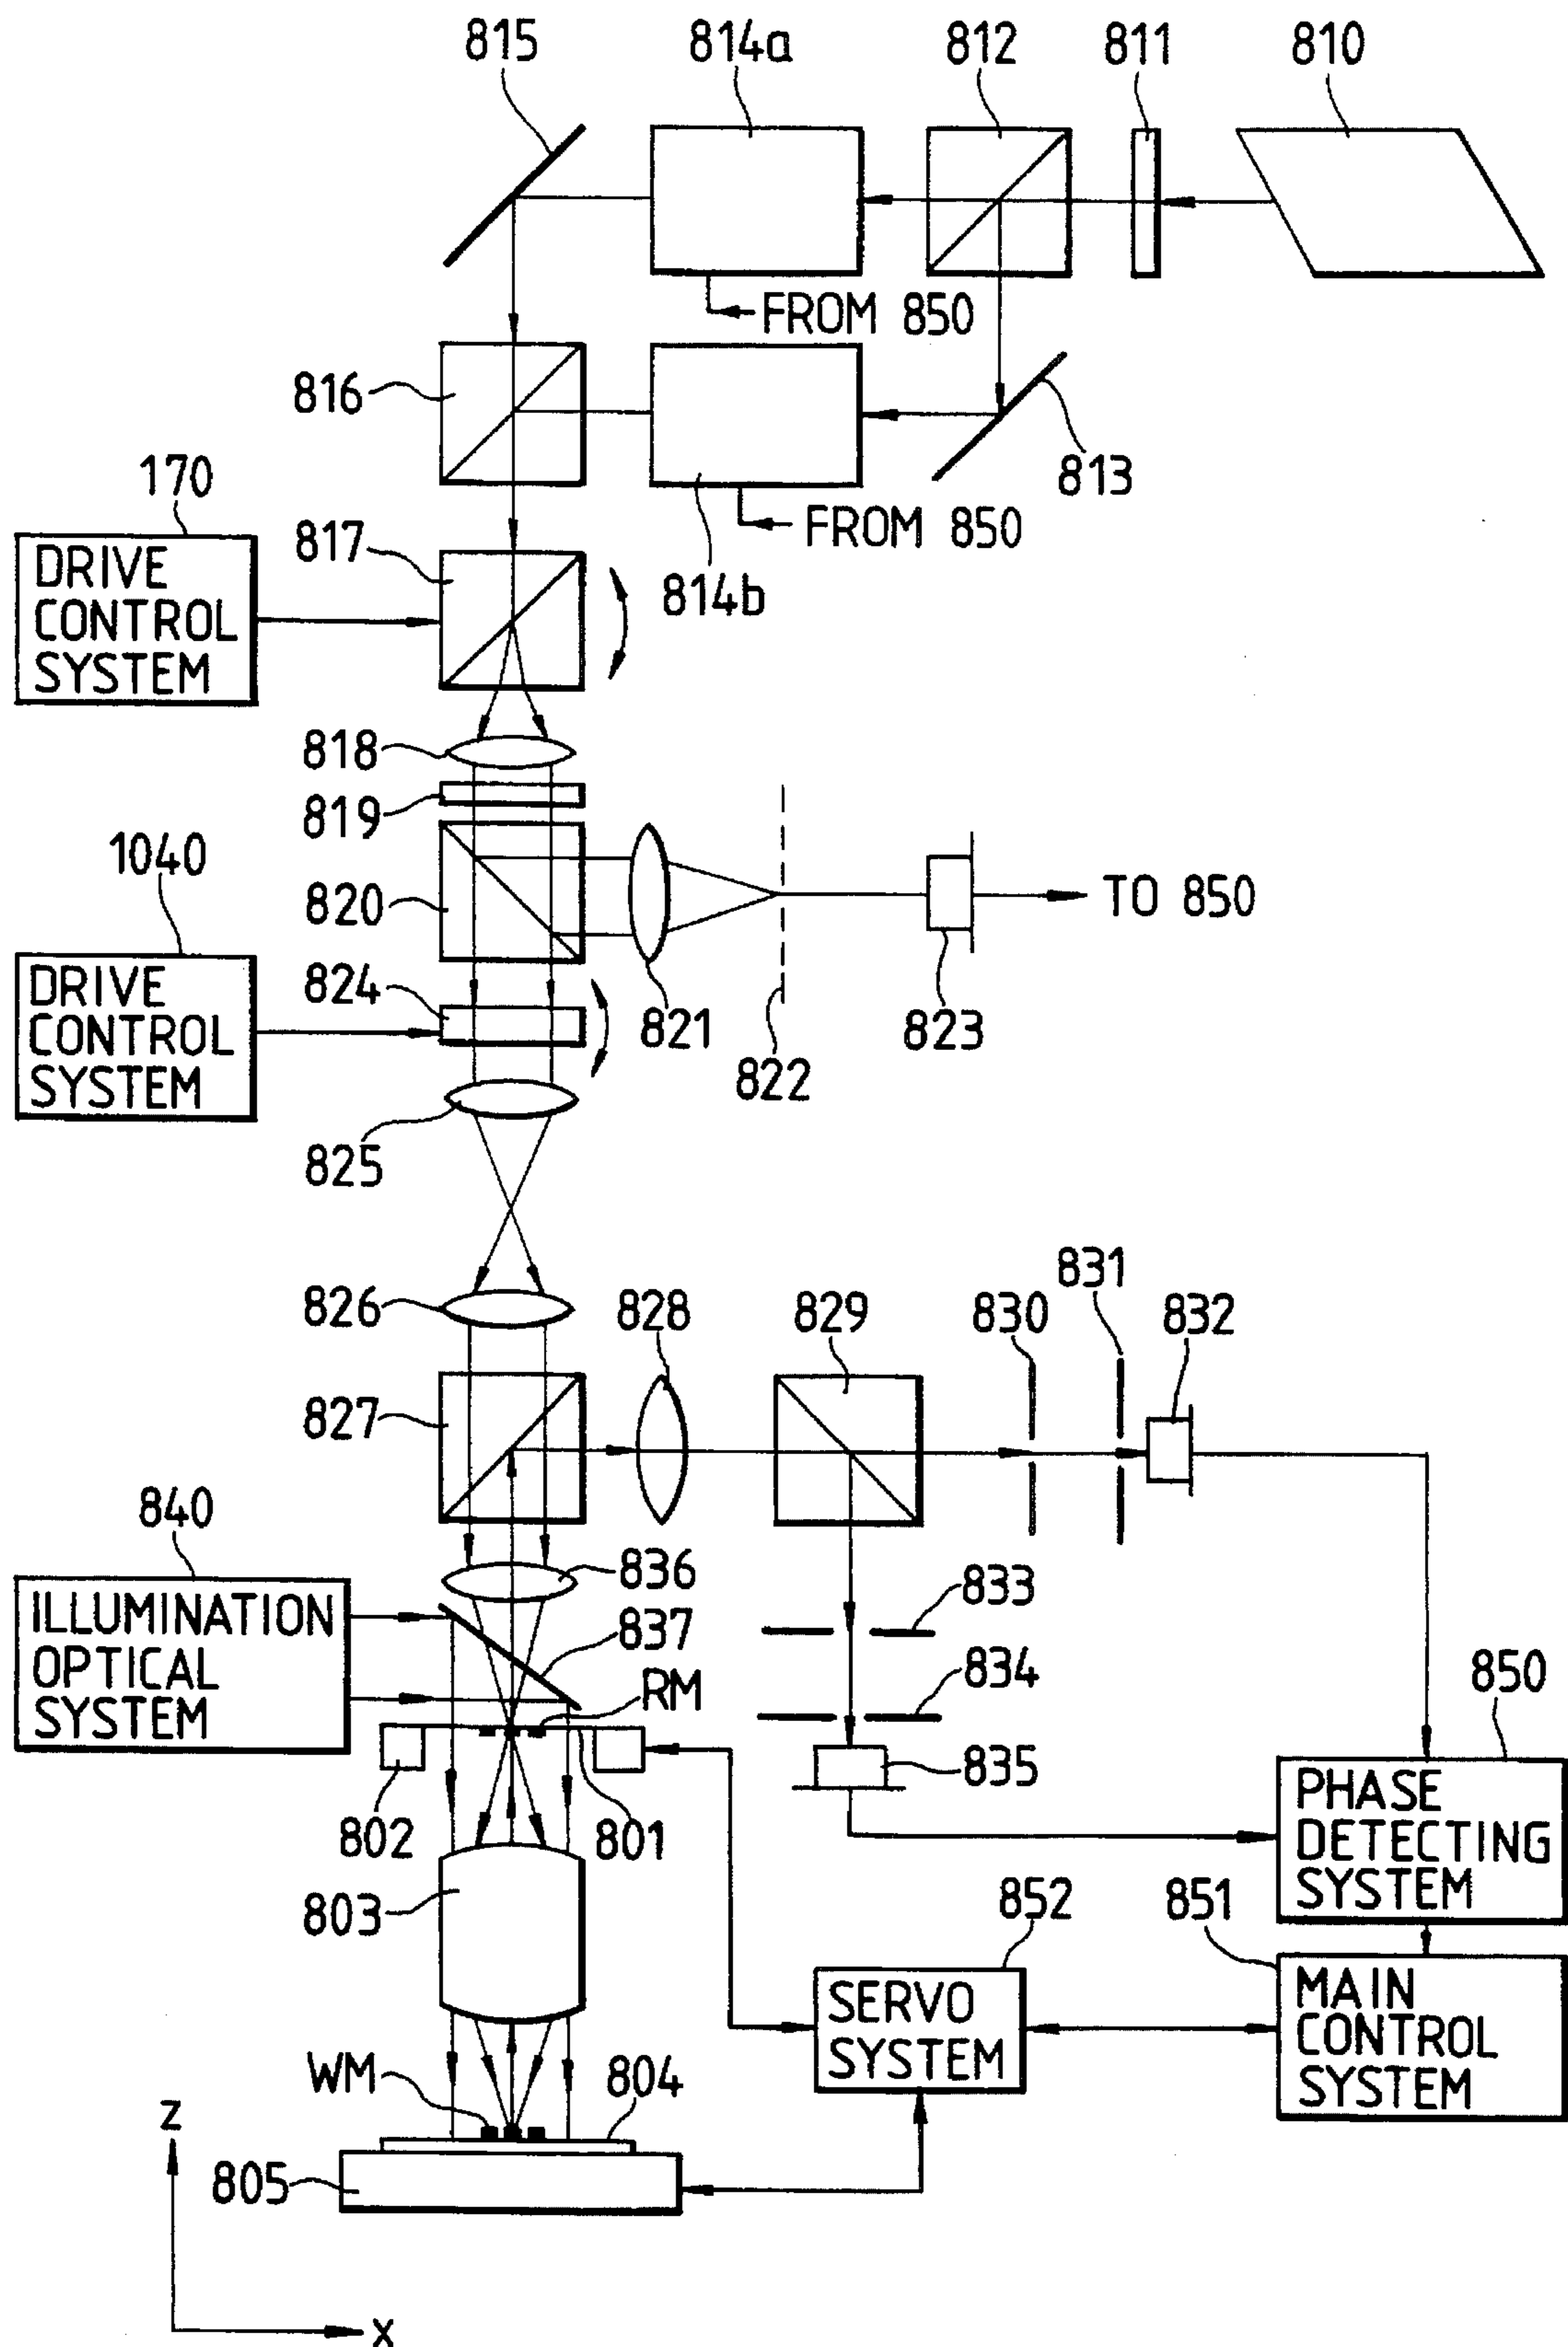 815
814a
812
811
810
FROM 850
816
813
170
817
FROM 850
814b
DRIVE
CONTROL
SYSTEM
818
819
1040
820
TO 850
824
DRIVE
CONTROL
SYSTEM
821
823
822
825
831
826
828
829
830
832
827
840
836
833
ILLUMINATION
OPTICAL
SYSTEM
837
834
RM
850
835
802
801
PHASE
DETECTING
SYSTEM
803
852
851
SERVO
SYSTEM
MAIN
CONTROL
SYSTEM
WM
804
Z
805
X